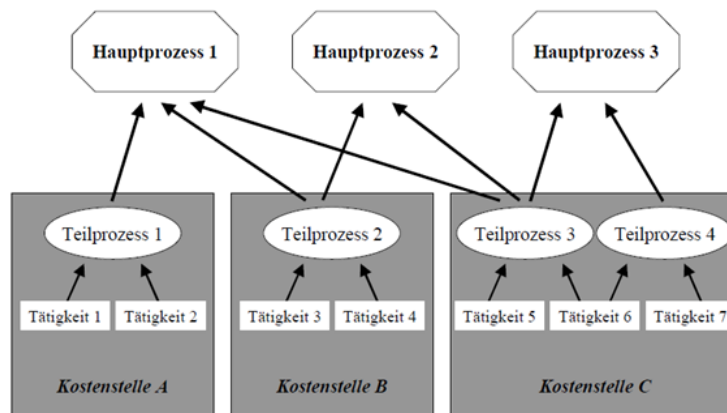 Hauptprozess 1
Hauptprozess 2
Hauptprozess 3
Teilprozess 1
Teilprozess 2
Teilprozess 3
Teilprozess 4
Tätigkeit 1
Tätigkeit 2
Tätigkeit 3
Tätigkeit 4
Tätigkeit 5
Tätigkeit 6
Tätigkeit 7
Kostenstelle A
Kostenstelle B
Kostenstelle C